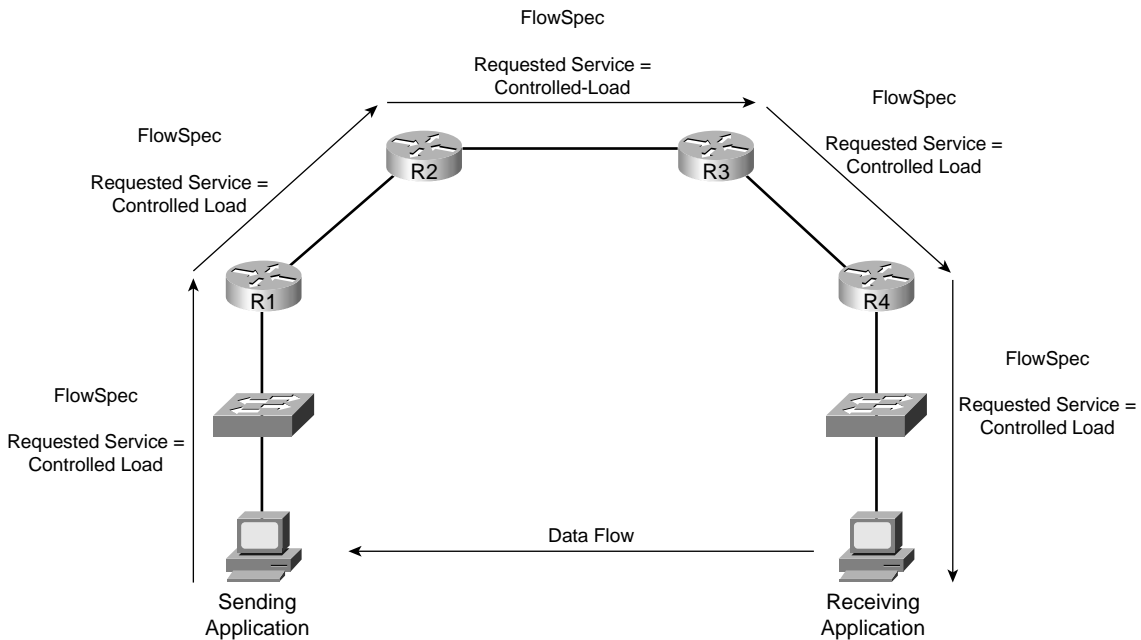 FlowSpec
Requested Service =
Controlled-Load
FlowSpec
Requested Service =
Controlled Load
FlowSpec
Requested Service =
Controlled Load
R2
R3
R1
R4
FlowSpec
Requested Service =
Controlled Load
FlowSpec
Requested Service =
Controlled Load
Data Flow
Sending
Application
Receiving
Application